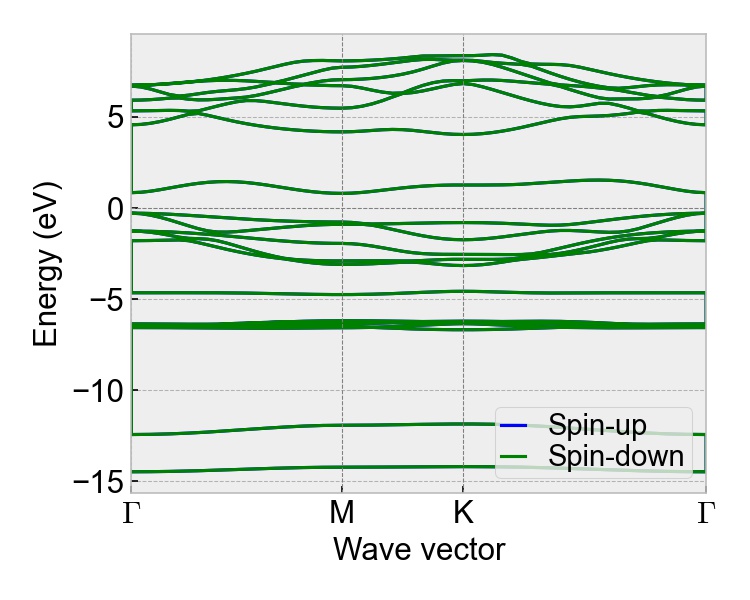 5
0
−5
−10
−15
Energy (eV)
Spin-up
Spin-down
Γ M K Γ
Wave vector